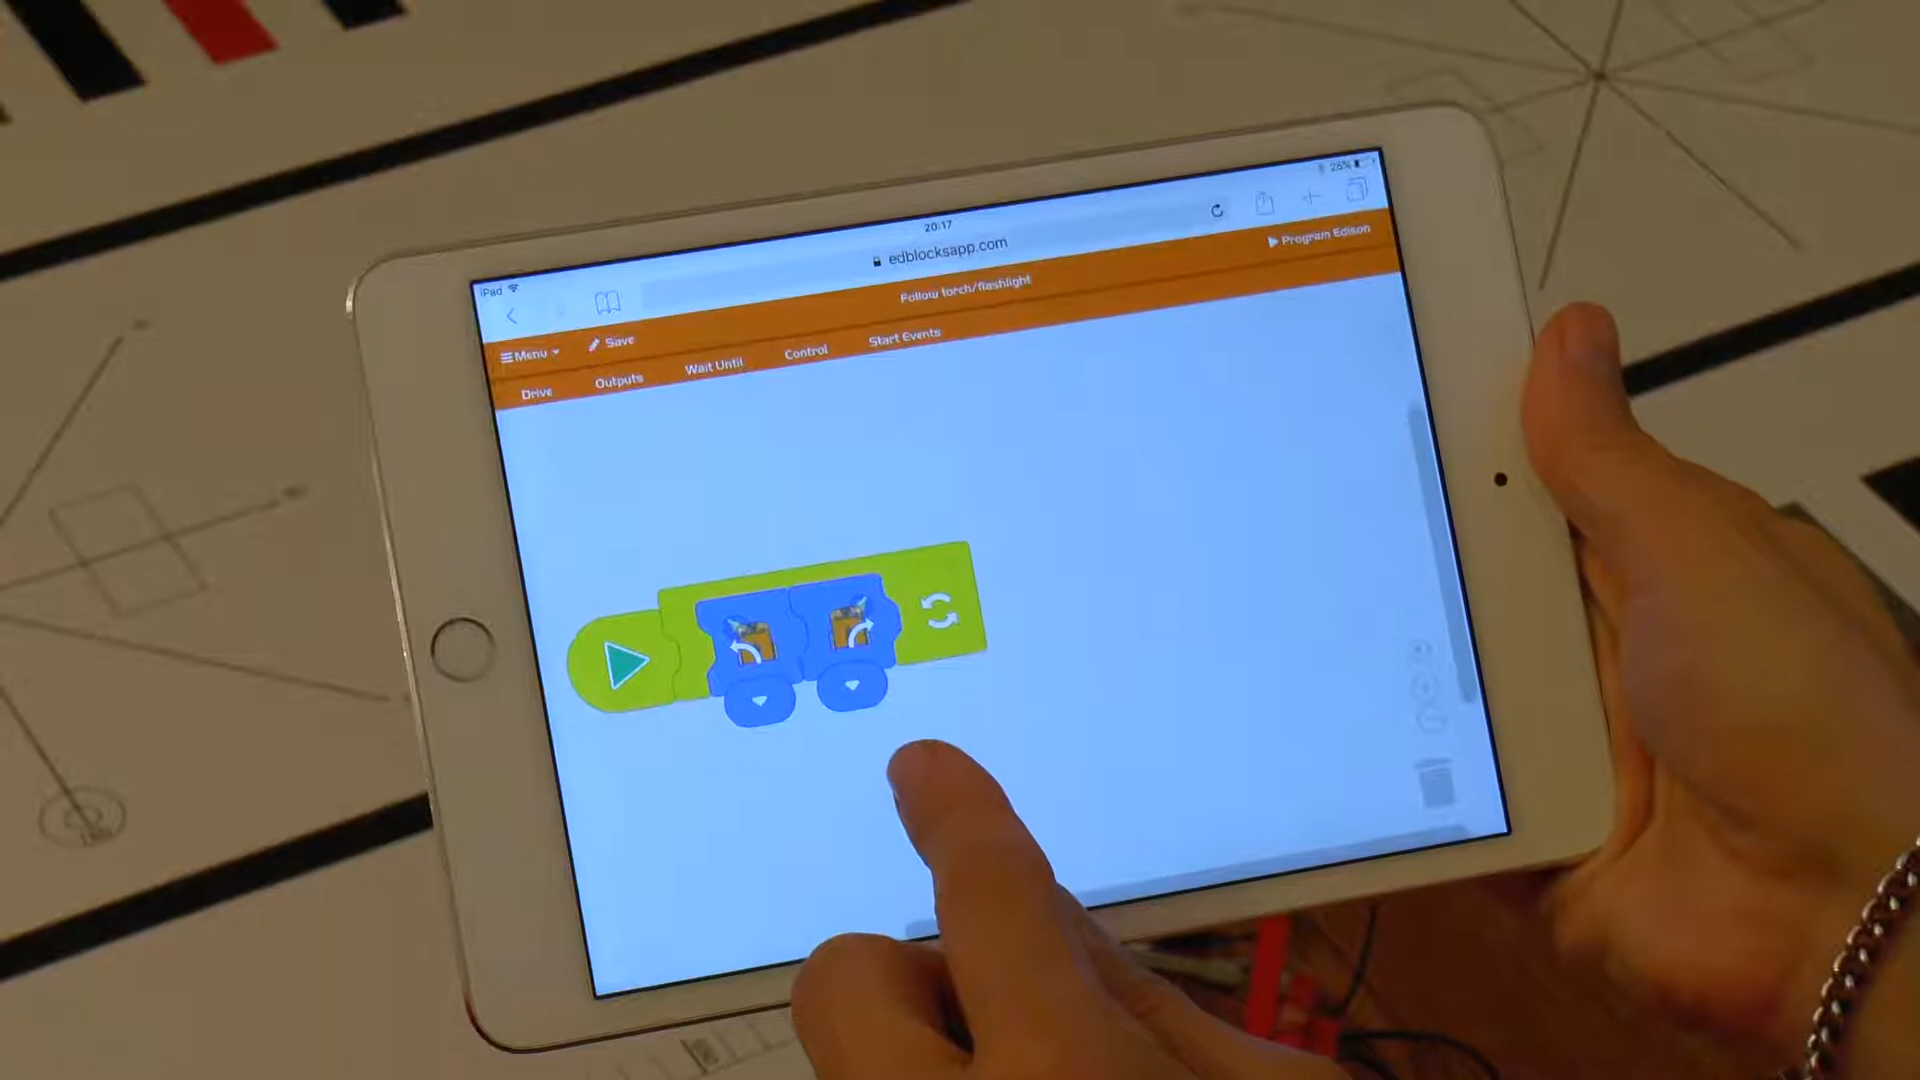 iPad
20:17
25%
edblocksapp.com
Menu
Save
Follow torch/flashlight
Program Edison
Drive
Outputs
Wait Until
Control
Start Events